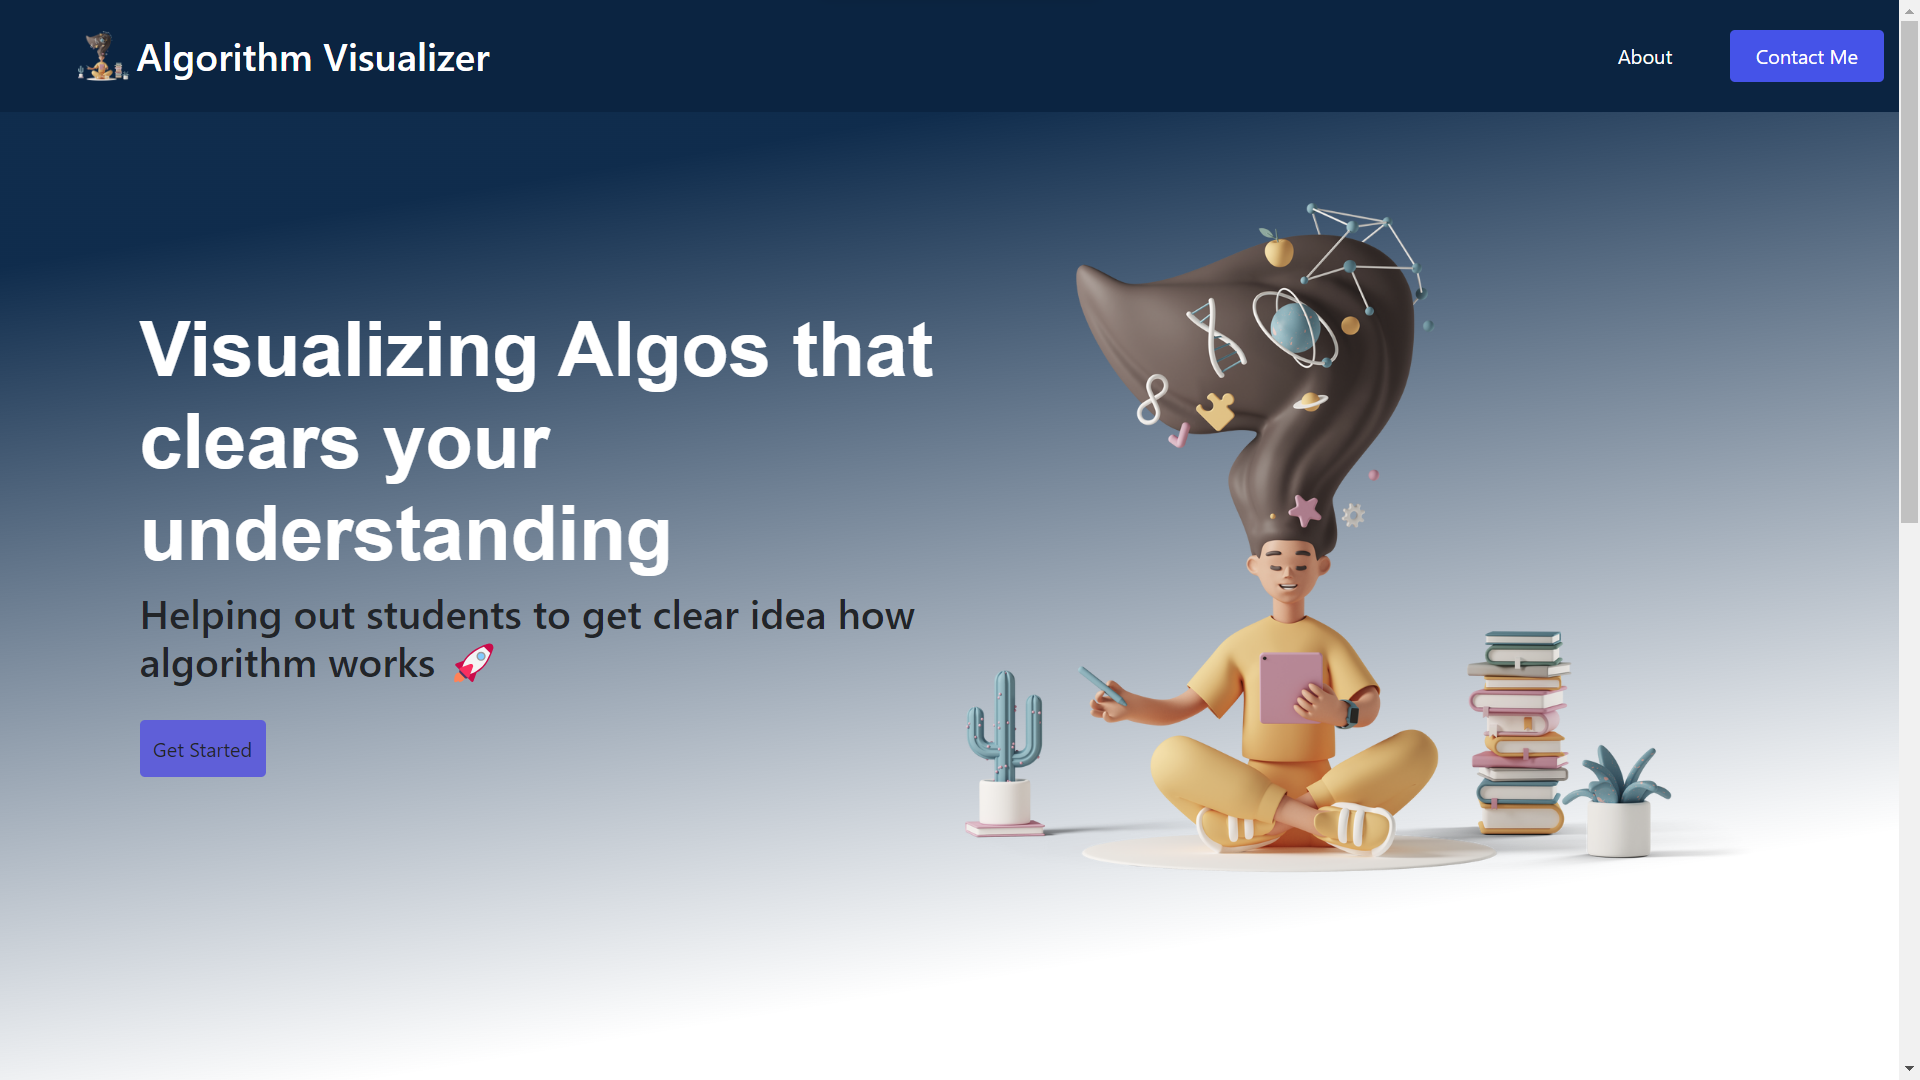 Algorithm Visualizer
About
Contact Me
Visualizing Algos that
clears your
understanding
Helping out students to get clear idea how
algorithm works 🚀
Get Started